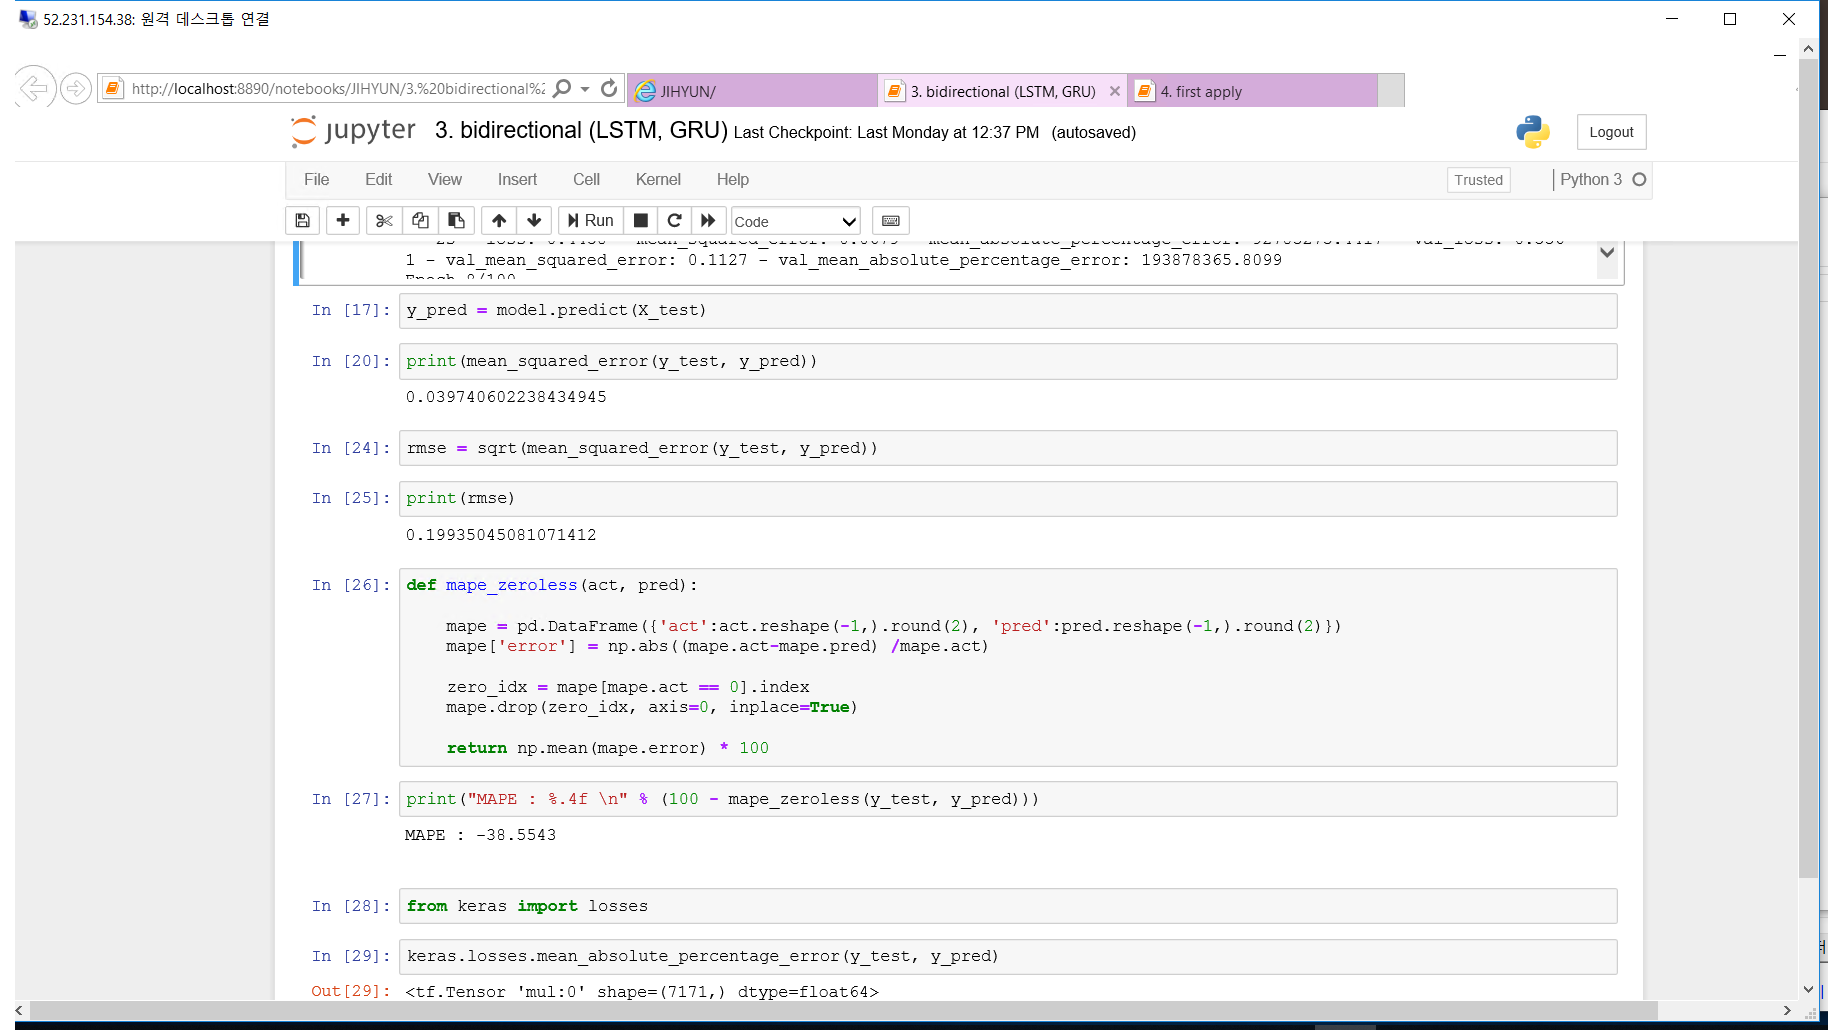 52.231.154.38: 원격 데스크톱 연결
http://localhost:8890/notebooks/JIHYUN/3.%20bidirectional%2
JIHYUN/
3. bidirectional (LSTM, GRU)
4. first apply
jupyter 3. bidirectional (LSTM, GRU) Last Checkpoint: Last Monday at 12:37 PM (autosaved)
Logout
File Edit View Insert Cell Kernel Help
Trusted
Python 3
Run
Code
1 - val_mean_squared_error: 0.1127 - val_mean_absolute_percentage_error: 193878365.8099
Epoch 8/100
In [17]: y_pred = model.predict(X_test)
In [20]: print(mean_squared_error(y_test, y_pred))
0.039740602238434945
In [24]: rmse = sqrt(mean_squared_error(y_test, y_pred))
In [25]: print(rmse)
0.19935045081071412
In [26]: def mape_zeroless(act, pred):
mape = pd.DataFrame({'act':act.reshape(-1,).round(2), 'pred':pred.reshape(-1,).round(2)})
mape['error'] = np.abs((mape.act-mape.pred) /mape.act)
zero_idx = mape[mape.act == 0].index
mape.drop(zero_idx, axis=0, inplace=True)
return np.mean(mape.error) * 100
In [27]: print("MAPE : %.4f \n" % (100 - mape_zeroless(y_test, y_pred)))
MAPE : -38.5543
In [28]: from keras import losses
In [29]: keras.losses.mean_absolute_percentage_error(y_test, y_pred)
Out[29]: <tf.Tensor 'mul:0' shape=(7171,) dtype=float64>